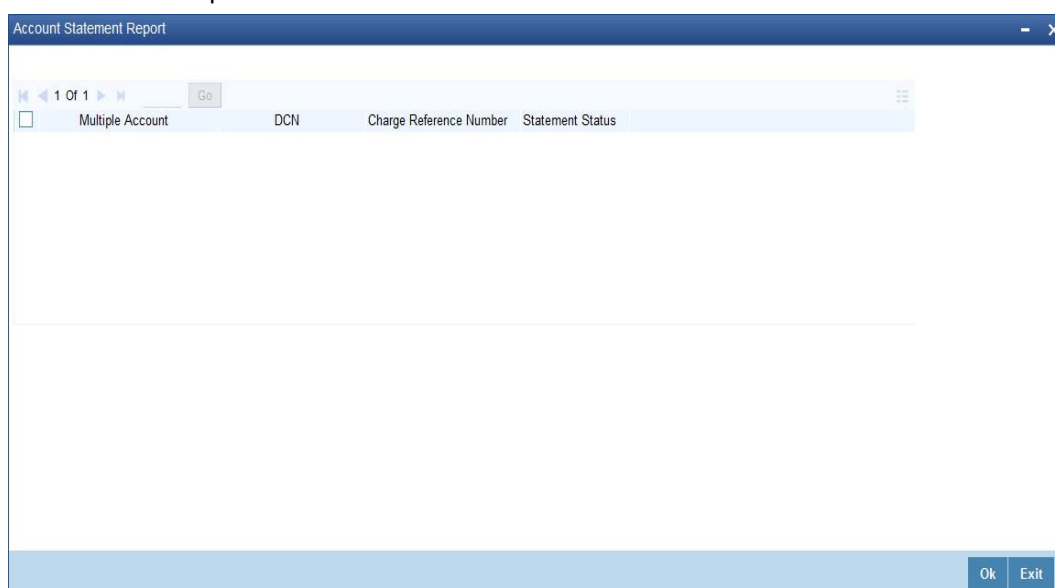 Account Statement Report
1 Of 1 Go
Multiple Account DCN Charge Reference Number Statement Status
Ok Exit